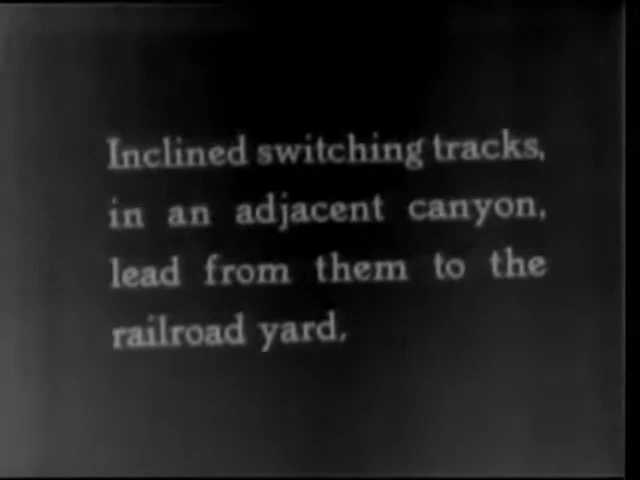 Inclined switching tracks,
in an adjacent canyon,
lead from them to the
railroad yard.